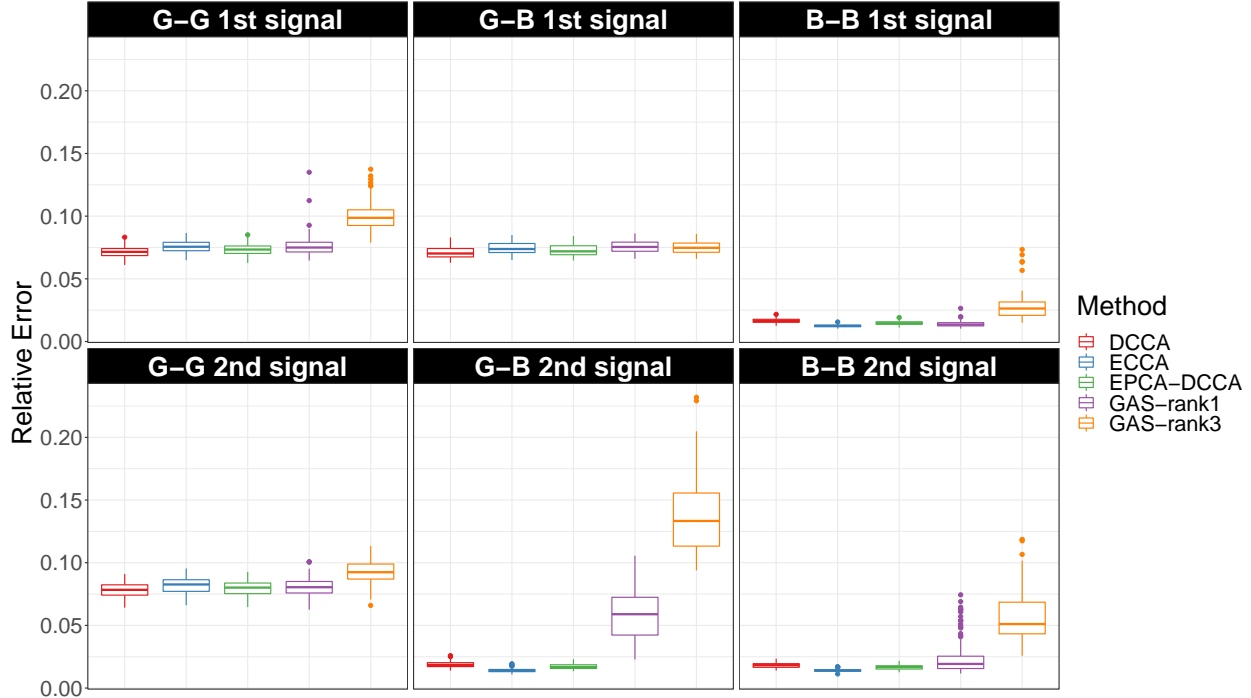 G−G 1st signal
G−B 1st signal
B−B 1st signal
0.20
0.15
0.10
0.05
0.00
G−G 2nd signal
G−B 2nd signal
B−B 2nd signal
0.20
0.15
0.10
0.05
0.00
Relative Error
Method
DCCA
ECCA
EPCA−DCCA
GAS−rank1
GAS−rank3